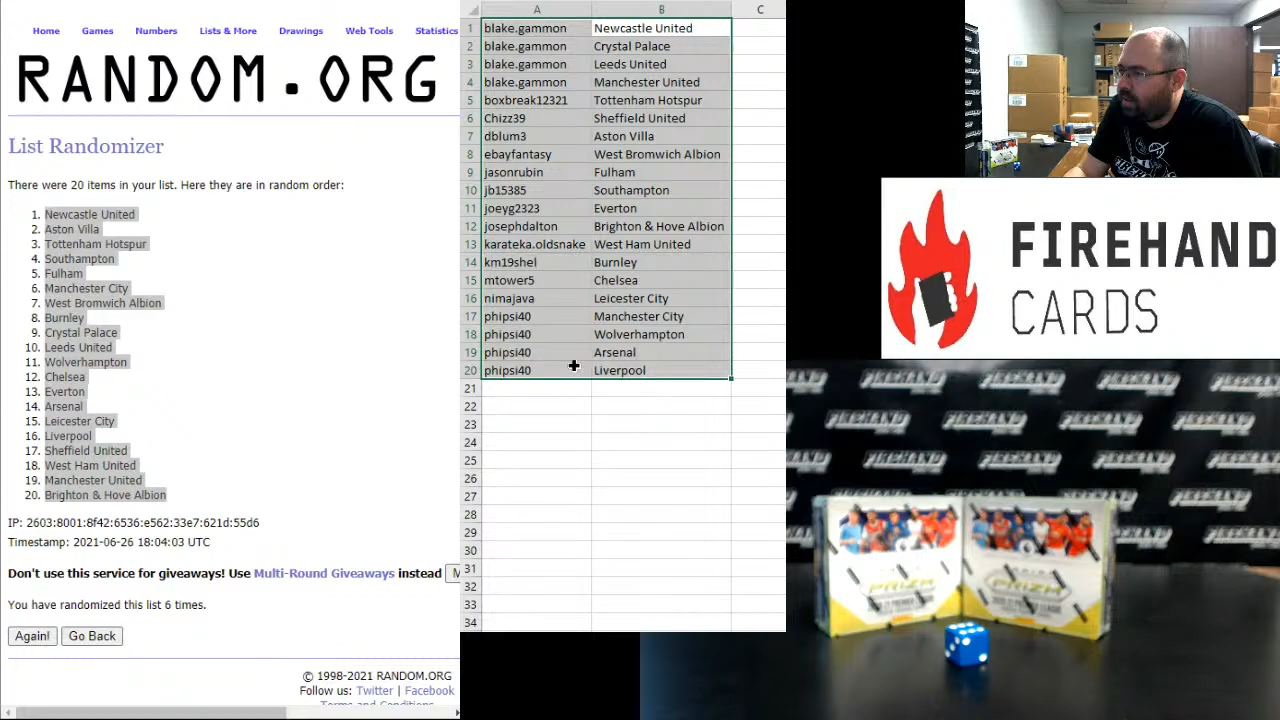 Home Games Numbers Lists & More Drawings Web Tools Statistics
RANDOM.ORG
List Randomizer
There were 20 items in your list. Here they are in random order:
1. Newcastle United
2. Aston Villa
3. Tottenham Hotspur
4. Southampton
5. Fulham
6. Manchester City
7. West Bromwich Albion
8. Burnley
9. Crystal Palace
10. Leeds United
11. Wolverhampton
12. Chelsea
13. Everton
14. Arsenal
15. Leicester City
16. Liverpool
17. Sheffield United
18. West Ham United
19. Manchester United
20. Brighton & Hove Albion
IP: 2603:8001:8f42:6536:e562:33e7:621d:55d6
Timestamp: 2021-06-26 18:04:03 UTC
Don't use this service for giveaways! Use Multi-Round Giveaways instead M
You have randomized this list 6 times.
Again! Go Back
© 1998-2021 RANDOM.ORG
Follow us: Twitter | Facebook
Terms and Conditions
A B C
1 blake.gammon Newcastle United
2 blake.gammon Crystal Palace
3 blake.gammon Leeds United
4 blake.gammon Manchester United
5 boxbreak12321 Tottenham Hotspur
6 Chizz39 Sheffield United
7 dblum3 Aston Villa
8 ebayfantasy West Bromwich Albion
9 jasonrubin Fulham
10 jb15385 Southampton
11 joeyg2323 Everton
12 josephdalton Brighton & Hove Albion
13 karateka.oldsnake West Ham United
14 km19shel Burnley
15 mtower5 Chelsea
16 nimajava Leicester City
17 phipsi40 Manchester City
18 phipsi40 Wolverhampton
19 phipsi40 Arsenal
20 phipsi40 Liverpool
21
22
23
24
25
26
27
28
29
30
31
32
33
34
FIREHAND
CARDS
PRIZM
PRIZM